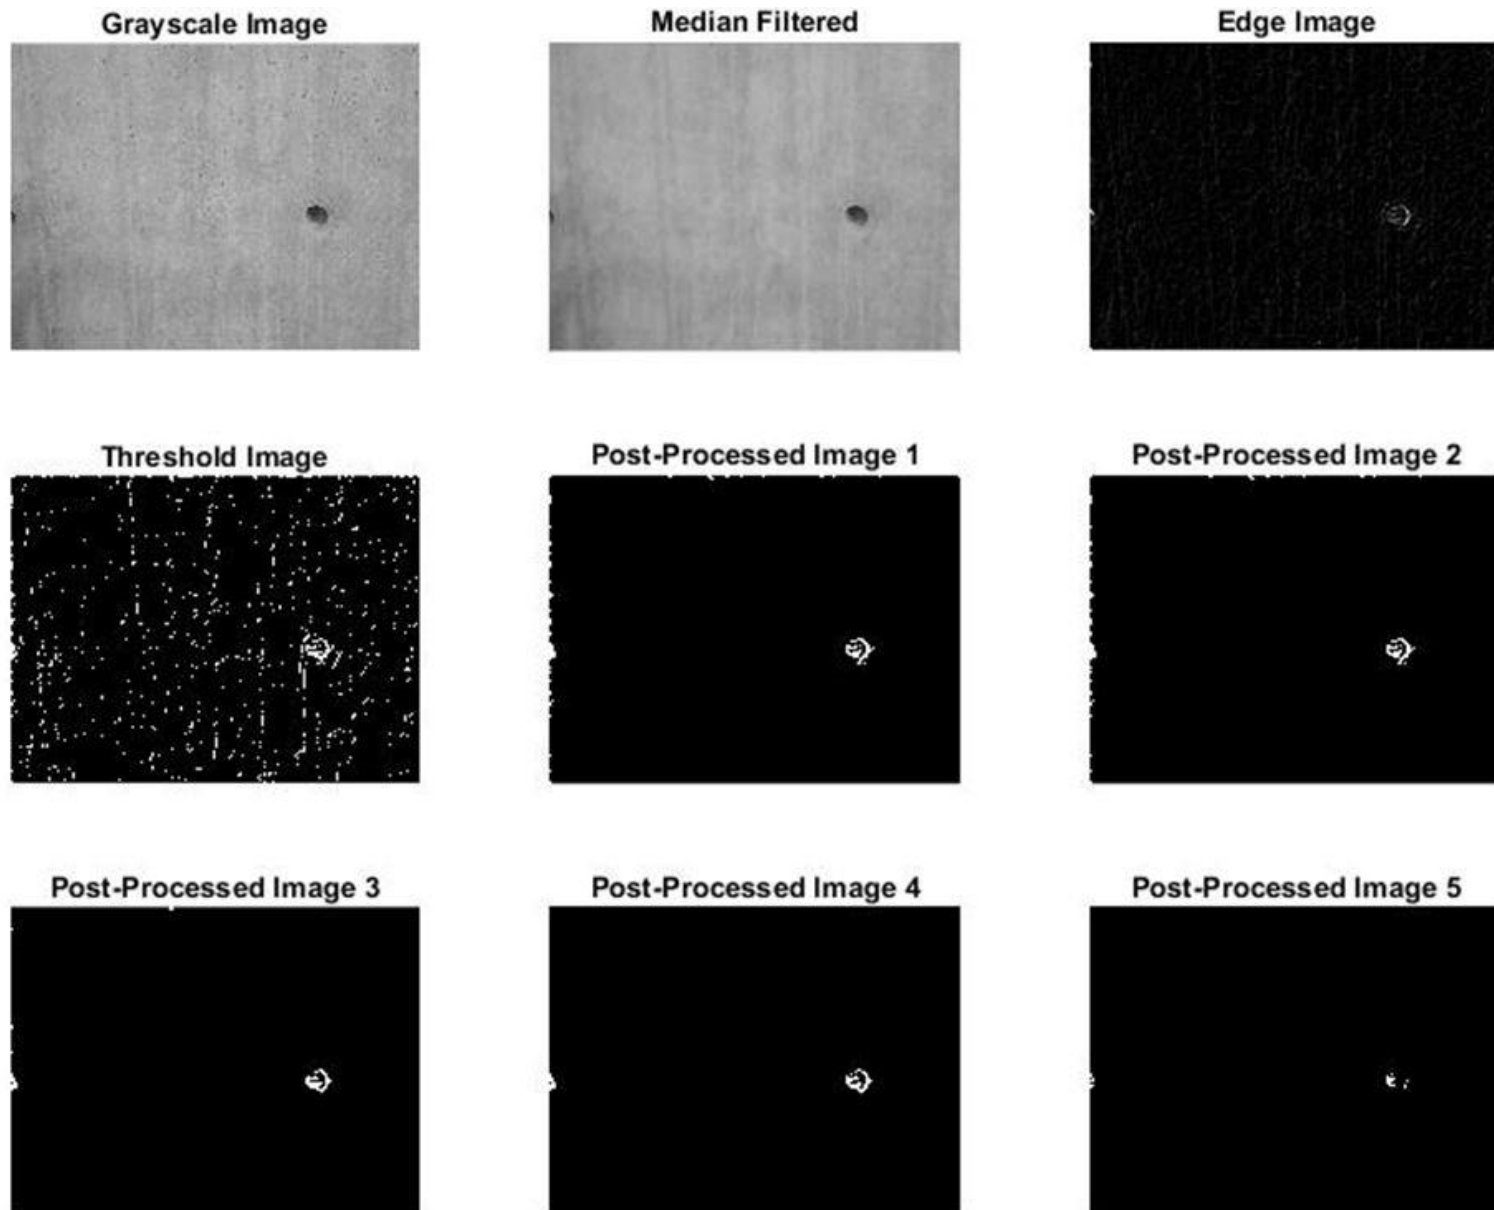 Grayscale Image
Median Filtered
Edge Image
Threshold Image
Post-Processed Image 1
Post-Processed Image 2
Post-Processed Image 3
Post-Processed Image 4
Post-Processed Image 5